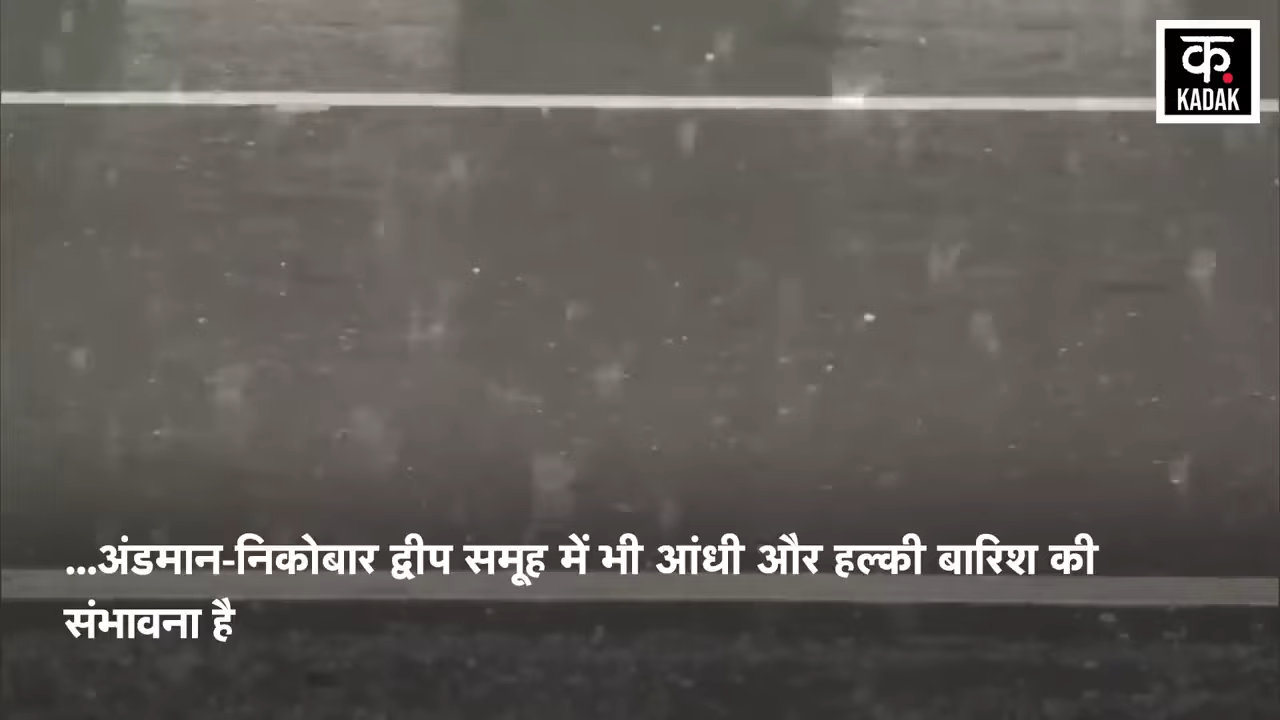 क.
KADAK
...अंडमान-निकोबार द्वीप समूह में भी आंधी और हल्की बारिश की
संभावना है